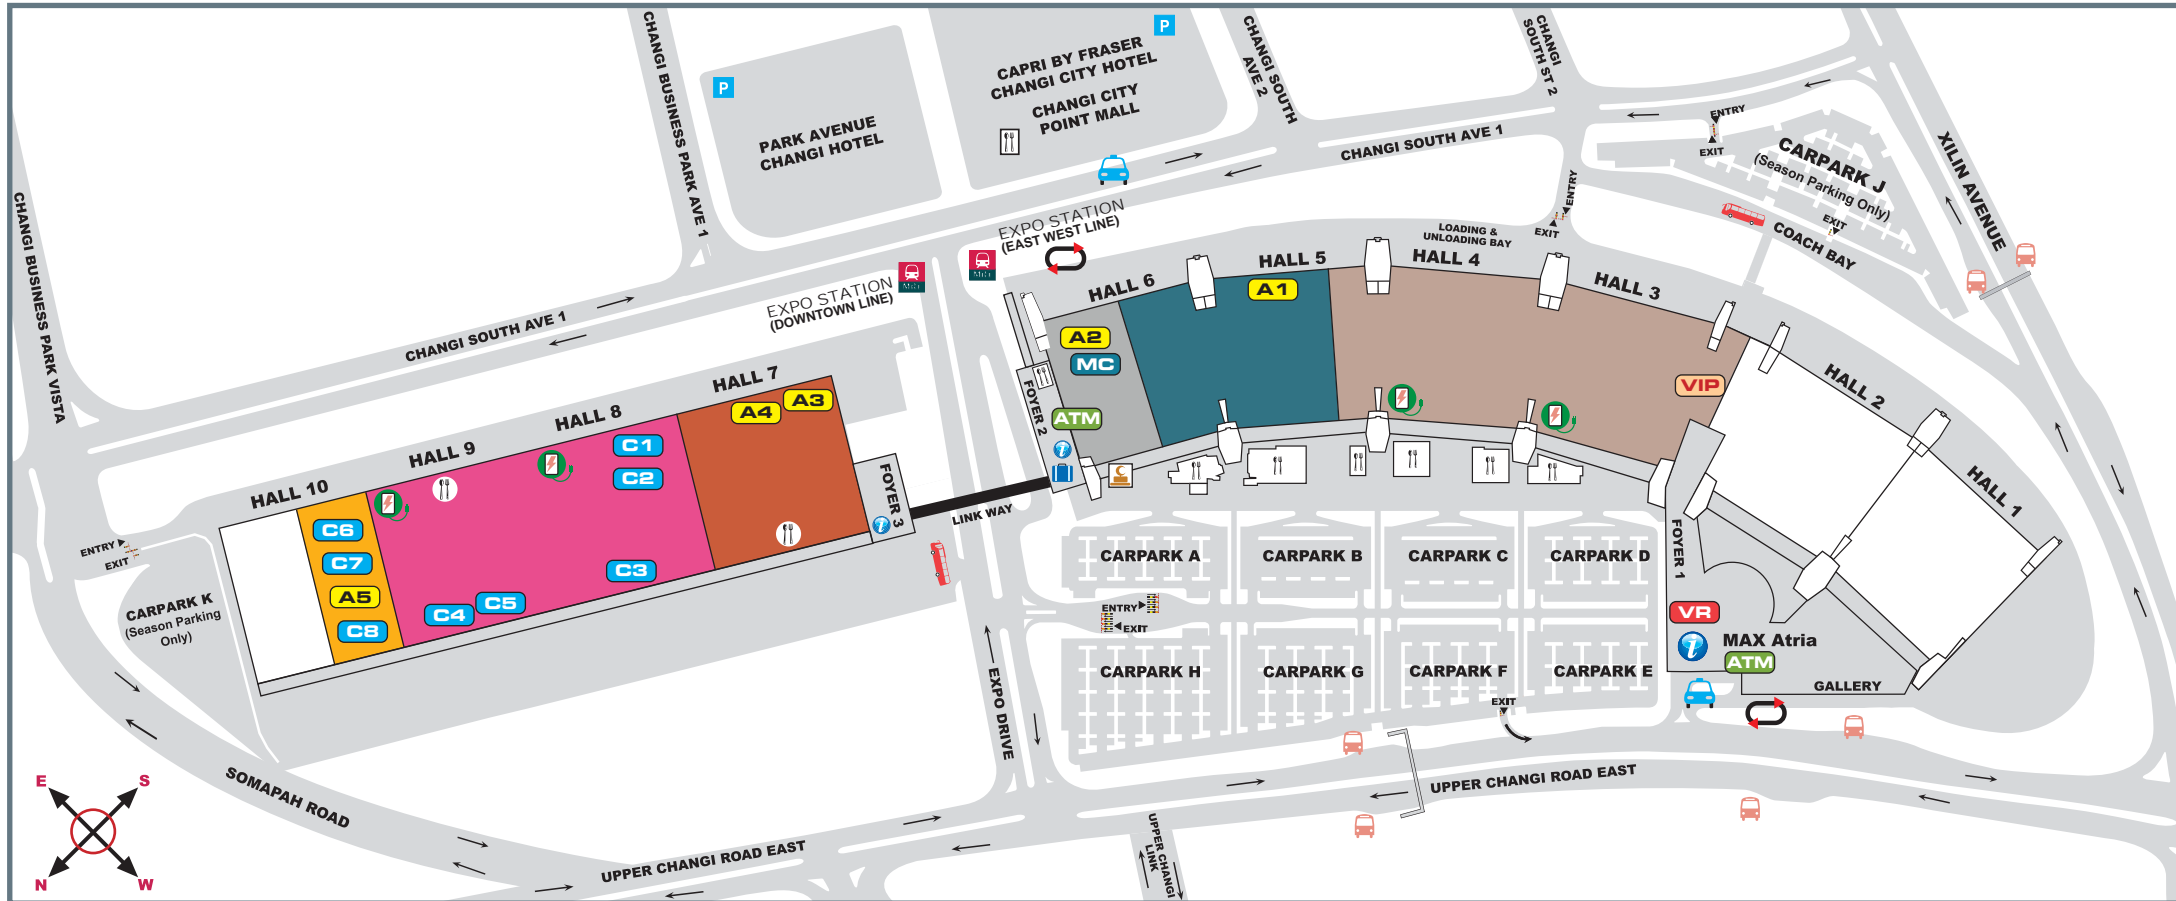 CHANGI BUSINESS PARK VISTA
CHANGI BUSINESS PARK AVE 1
P
PARK AVENUE
CHANGI HOTEL
CAPRI BY FRASER
CHANGI CITY HOTEL
P
CHANGI CITY
POINT MALL
CHANGI SOUTH
AVE 2
CHANGI
SOUTH ST 2
XILIN AVENUE
CHANGI SOUTH AVE 1
CHANGI SOUTH AVE 1
ENTRY
EXIT
CARPARK J
(Season Parking
Only)
EXIT
COACH BAY
ENTRY
EXIT
LOADING &
UNLOADING BAY
EXPO STATION
(EAST WEST LINE)
EXPO STATION
(DOWNTOWN LINE)
HALL 10
HALL 9
HALL 8
HALL 7
HALL 6
HALL 5
HALL 4
HALL 3
HALL 2
HALL 1
A1
A2
MC
ATM
VIP
A3
A4
C1
C2
C3
C4
C5
C6
C7
A5
C8
i
FOYER 2
FOYER 3
i
LINK WAY
ENTRY
EXIT
CARPARK K
(Season Parking
Only)
CARPARK A
CARPARK B
CARPARK C
CARPARK D
ENTRY
EXIT
CARPARK H
CARPARK G
CARPARK F
CARPARK E
EXIT
FOYER 1
VR
i
MAX Atria
ATM
GALLERY
EXPO DRIVE
SOMAPAH ROAD
UPPER CHANGI ROAD EAST
UPPER CHANGI ROAD EAST
UPPER CHANGI
LINK
E
S
N
W